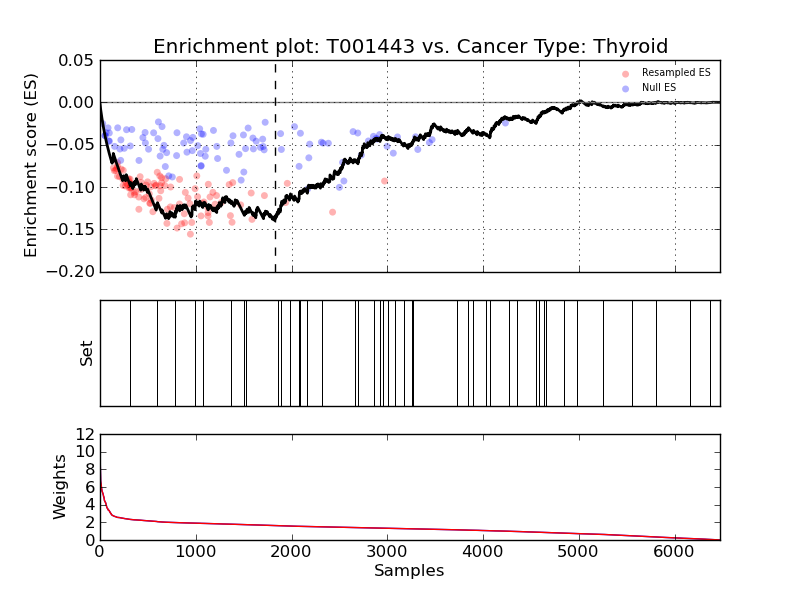 Enrichment plot: T001443 vs. Cancer Type: Thyroid
Enrichment score (ES)
0.05
0.00
−0.05
−0.10
−0.15
−0.20
Resampled ES
Null ES
Set
Weights
12
10
8
6
4
2
0
0 1000 2000 3000 4000 5000 6000
Samples